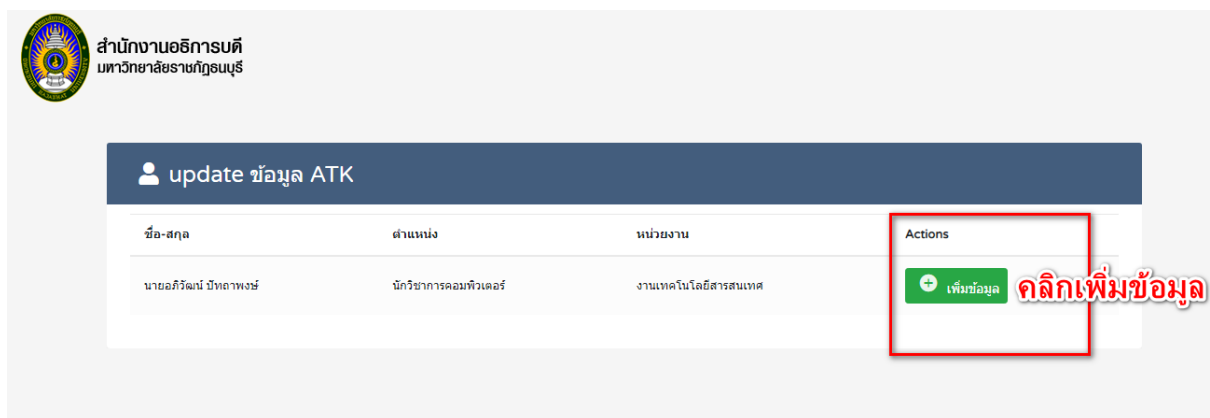 สำนักงานอธิการบดี
มหาวิทยาลัยราชภัฏธนบุรี
update ข้อมูล ATK
ชื่อ-สกุล ตำแหน่ง หน่วยงาน Actions
นายอภิวัฒน์ ปัทถาพงษ์ นักวิชาการคอมพิวเตอร์ งานเทคโนโลยีสารสนเทศ เพิ่มข้อมูล คลิกเพิ่มข้อมูล